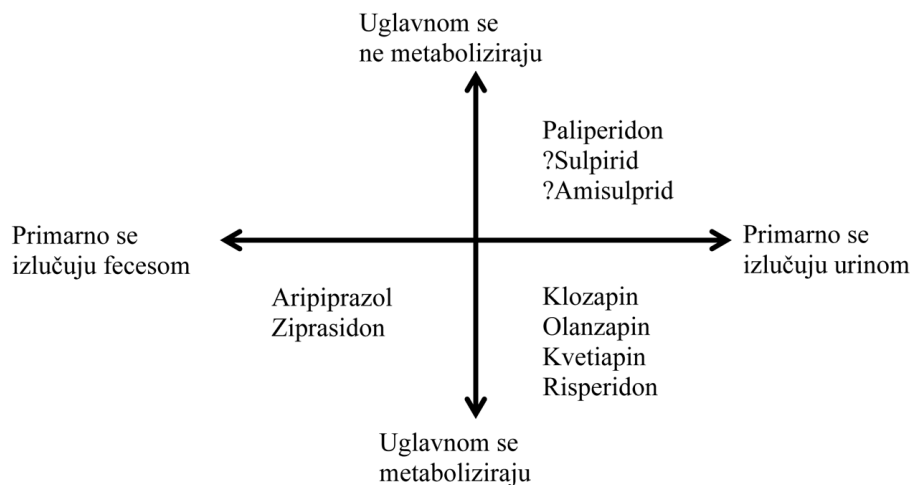 Uglavnom se
ne metaboliziraju
Paliperidon
?Sulpirid
?Amisulprid
Primarno se
izlučuju fecesom
Primarno se
izlučuju urinom
Aripiprazol
Ziprasidon
Klozapin
Olanzapin
Kvetiapin
Risperidon
Uglavnom se
metaboliziraju